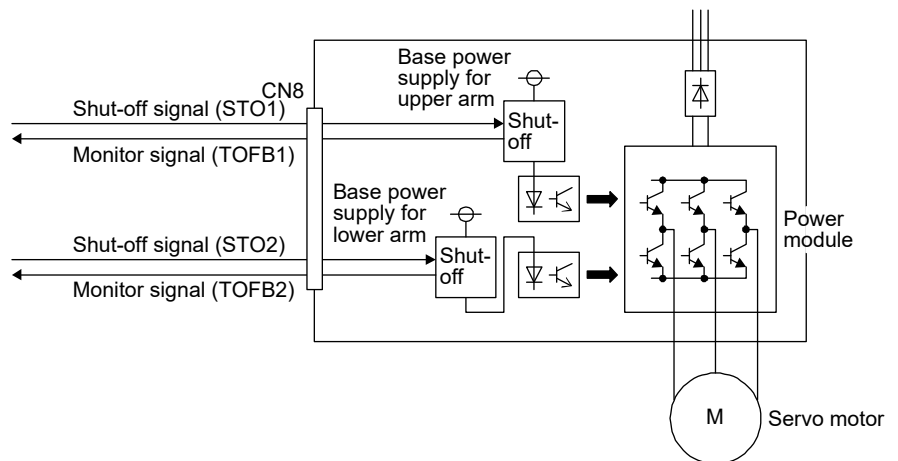 Base power
supply for
upper arm
CN8
Shut-off signal (STO1)
Shut-
off
Monitor signal (TOFB1)
Base power
supply for
lower arm
Power
module
Shut-off signal (STO2)
Shut-
off
Monitor signal (TOFB2)
M
Servo motor